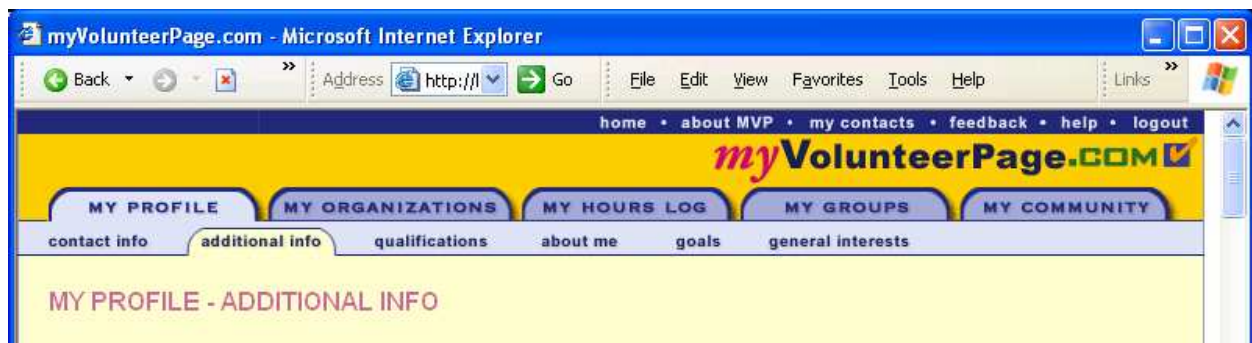 myVolunteerPage.com - Microsoft Internet Explorer
Back » Address http://l Go File Edit View Favorites Tools Help Links »
home • about MVP • my contacts • feedback • help • logout
myVolunteerPage.COM
MY PROFILE MY ORGANIZATIONS MY HOURS LOG MY GROUPS MY COMMUNITY
contact info additional info qualifications about me goals general interests
MY PROFILE - ADDITIONAL INFO